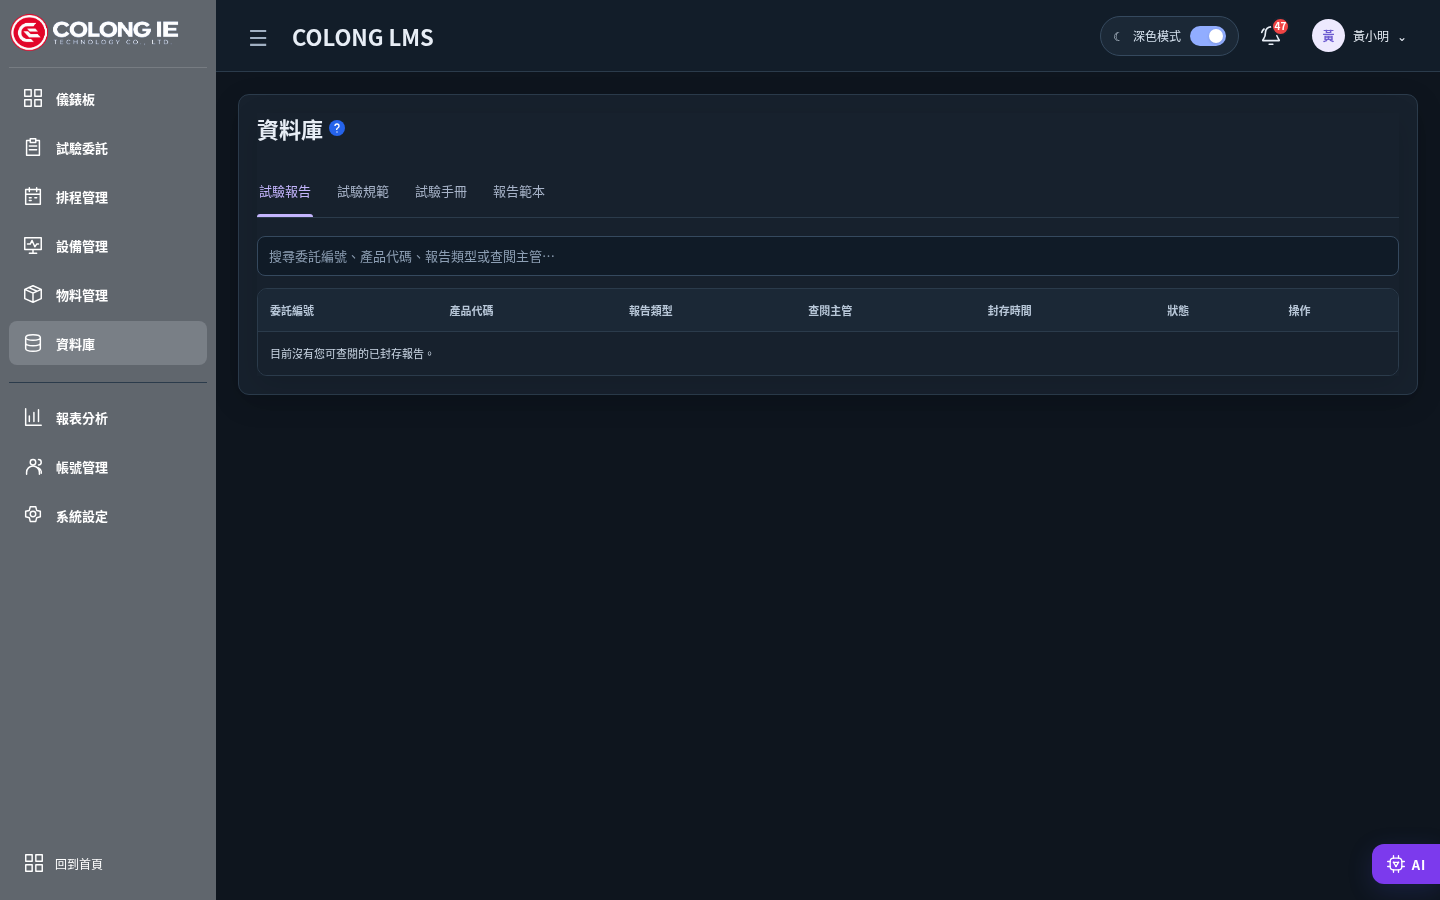 COLONG IE
TECHNOLOGY CO., LTD.
儀錶板
試驗委託
排程管理
設備管理
物料管理
資料庫
報表分析
帳號管理
系統設定
回到首頁
COLONG LMS
深色模式
47
黃
黃小明
資料庫 ?
試驗報告 試驗規範 試驗手冊 報告範本
搜尋委託編號、產品代碼、報告類型或查閱主管…
委託編號 產品代碼 報告類型 查閱主管 封存時間 狀態 操作
目前沒有您可查閱的已封存報告。
AI